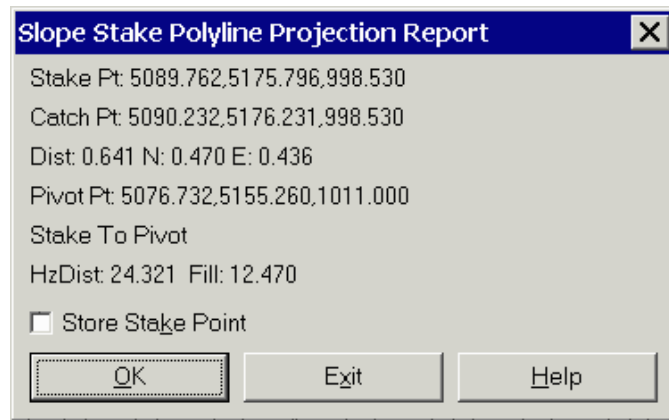 Slope Stake Polyline Projection Report
Stake Pt: 5089.762,5175.796,998.530
Catch Pt: 5090.232,5176.231,998.530
Dist: 0.641 N: 0.470 E: 0.436
Pivot Pt: 5076.732,5155.260,1011.000
Stake To Pivot
HzDist: 24.321 Fill: 12.470
Store Stake Point
OK Exit Help